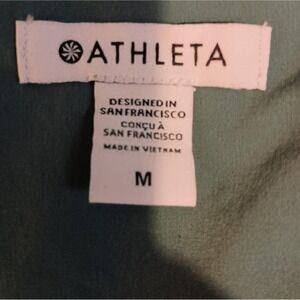 ATHLETA
DESIGNED IN
SAN FRANCISCO
CONÇU À
SAN FRANCISCO
MADE IN VIETNAM
M